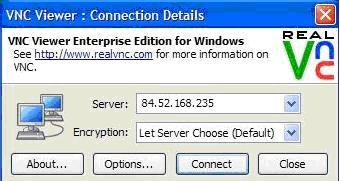 VNC Viewer : Connection Details
VNC Viewer Enterprise Edition for Windows
See http://www.realvnc.com for more information on
VNC.
REAL
VNC
Server: 84.52.168.235
Encryption: Let Server Choose (Default)
About... Options... Connect Close